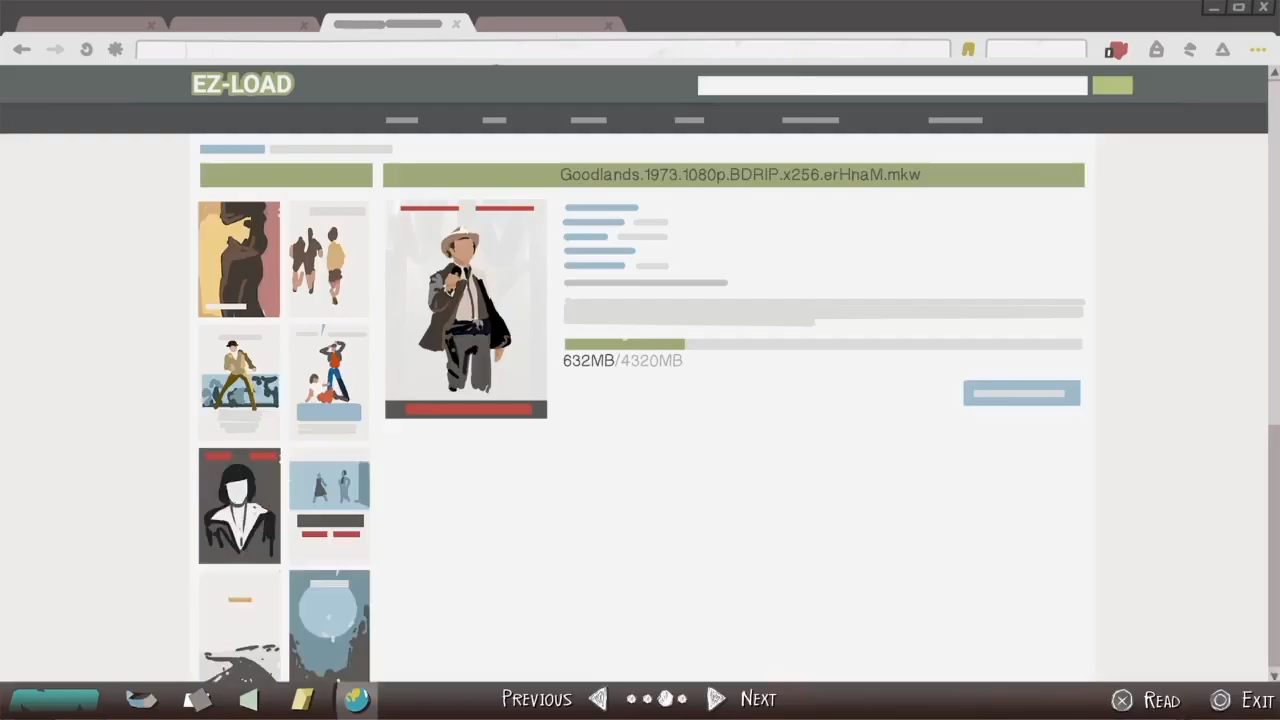 EZ-LOAD
Goodlands.1973.1080p.BDRIP.x256.erHnaM.mkw
632MB/4320MB
PREVIOUS
NEXT
READ
EXIT